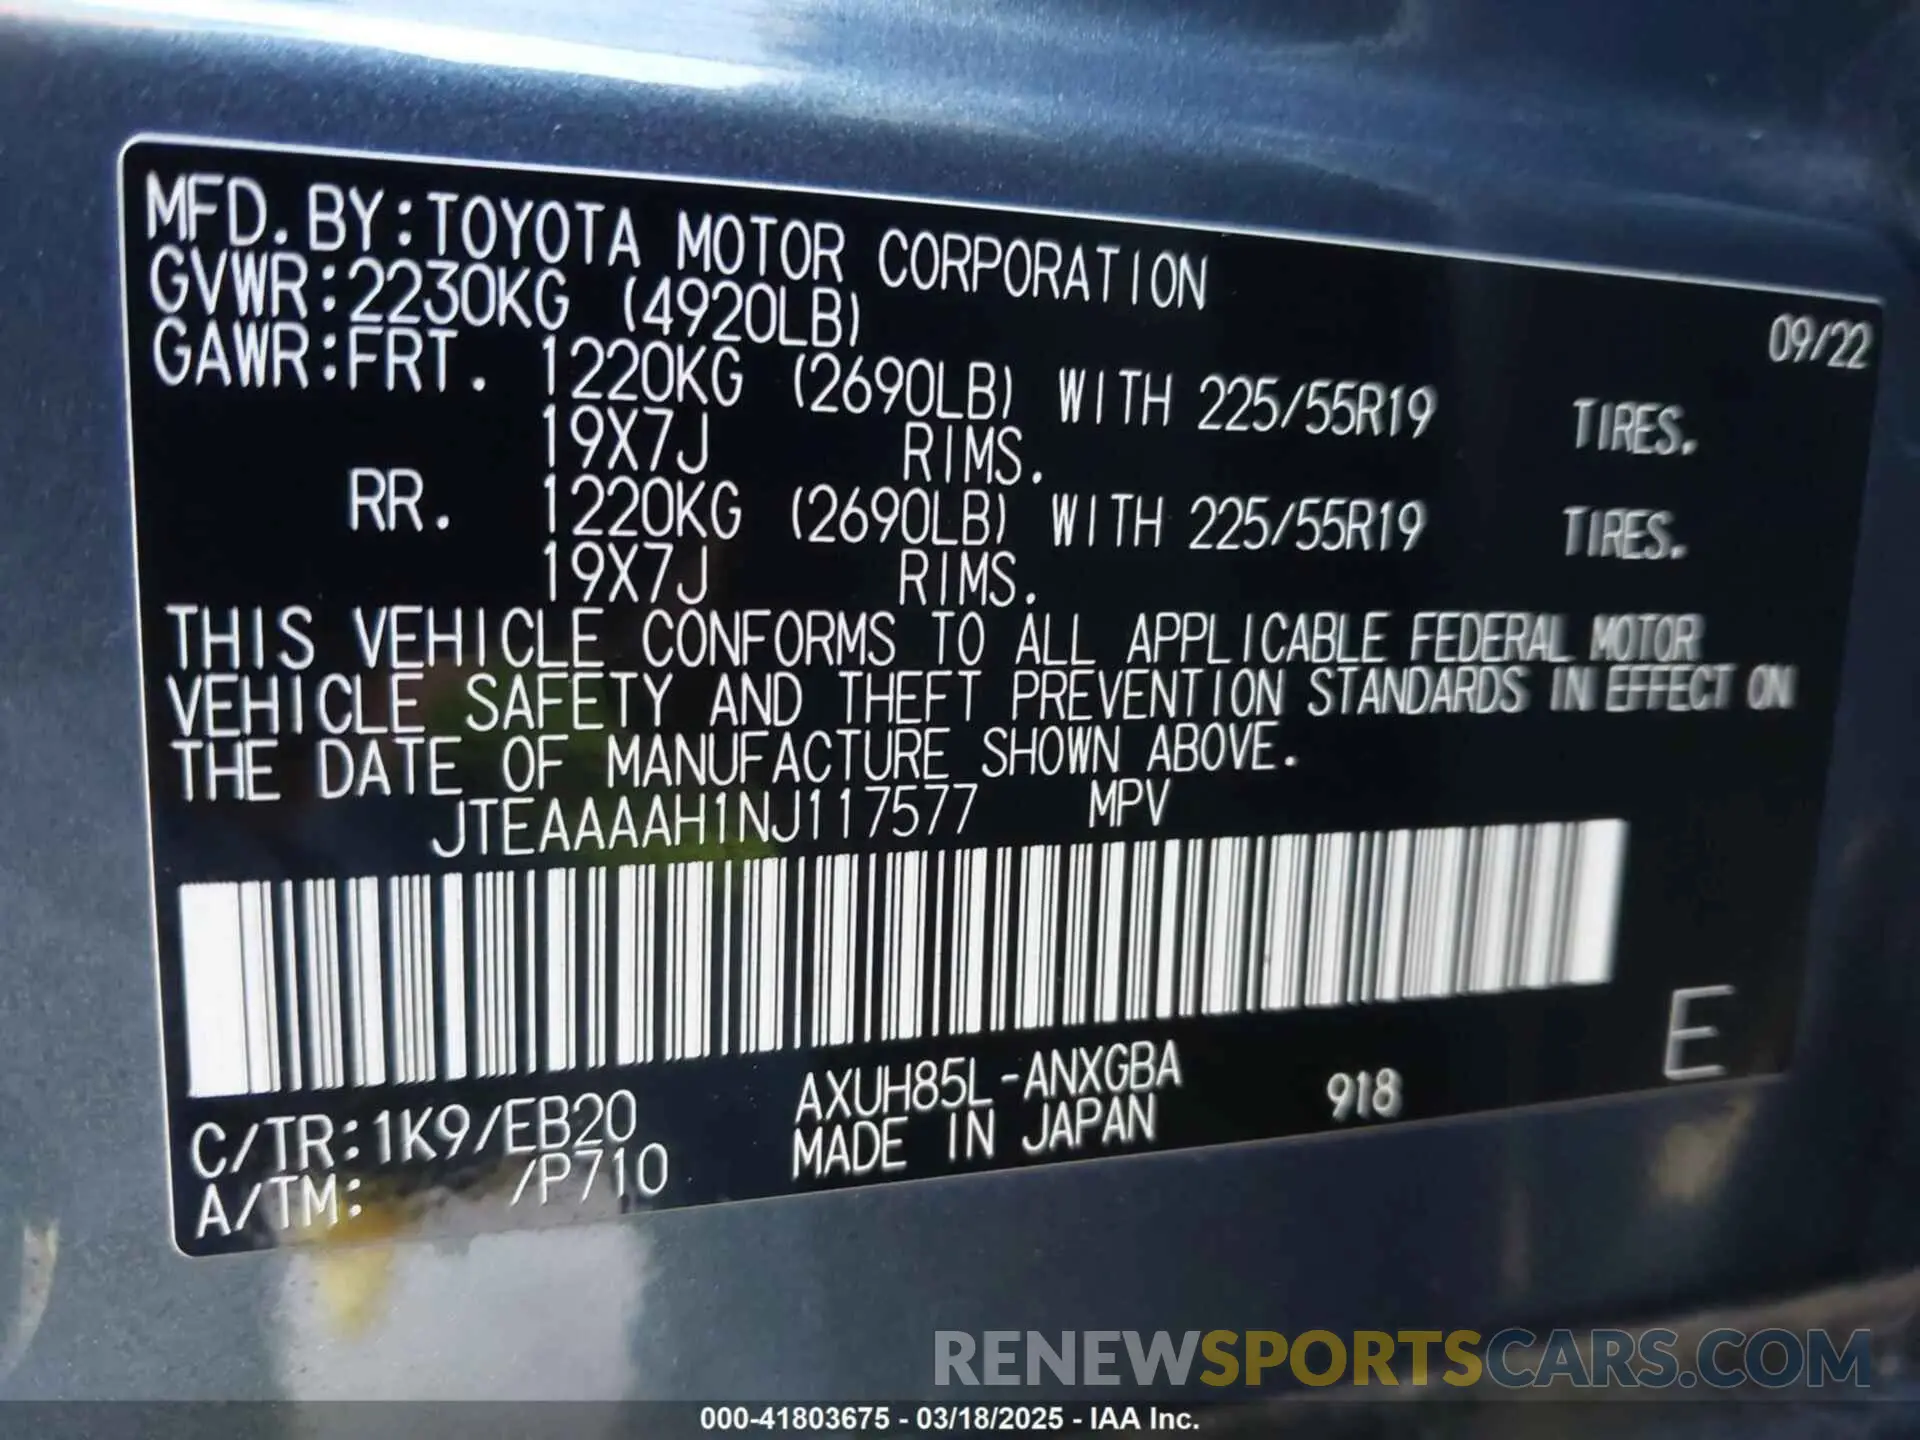 MFD.BY:TOYOTA MOTOR CORPORATION 09/22
GVWR:2230KG (4920LB)
GAWR:FRT. 1220KG (2690LB) WITH 225/55R19 TIRES.
19X7J RIMS.
RR. 1220KG (2690LB) WITH 225/55R19 TIRES.
19X7J RIMS.
THIS VEHICLE CONFORMS TO ALL APPLICABLE FEDERAL MOTOR
VEHICLE SAFETY AND THEFT PREVENTION STANDARDS IN EFFECT ON
THE DATE OF MANUFACTURE SHOWN ABOVE.
JTEAAAAH1NJ117577 MPV
E
C/TR:1K9/EB20 AXUH85L-ANXGBA 918
A/TM: /P710 MADE IN JAPAN
RENEWSPORTSCARS.COM
000-41803675 - 03/18/2025 - IAA Inc.